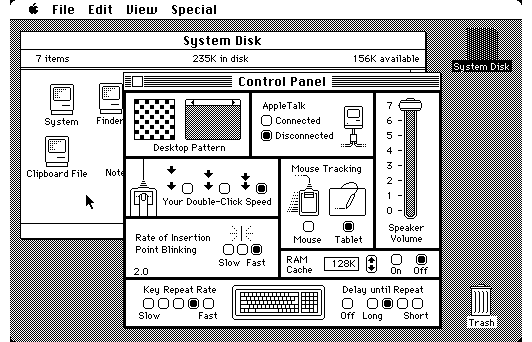 File Edit View Special
System Disk
7 items 235K in disk 156K available
System Disk
Control Panel
System
Finder
Clipboard File
Note
Desktop Pattern
AppleTalk
Connected
Disconnected
7
6
5
4
3
2
1
0
Speaker
Volume
Your Double-Click Speed
Mouse Tracking
Mouse Tablet
Rate of Insertion
Point Blinking
Slow Fast
2.0
RAM
Cache
128K
On Off
Key Repeat Rate
Slow Fast
Delay until Repeat
Off Long Short
Trash